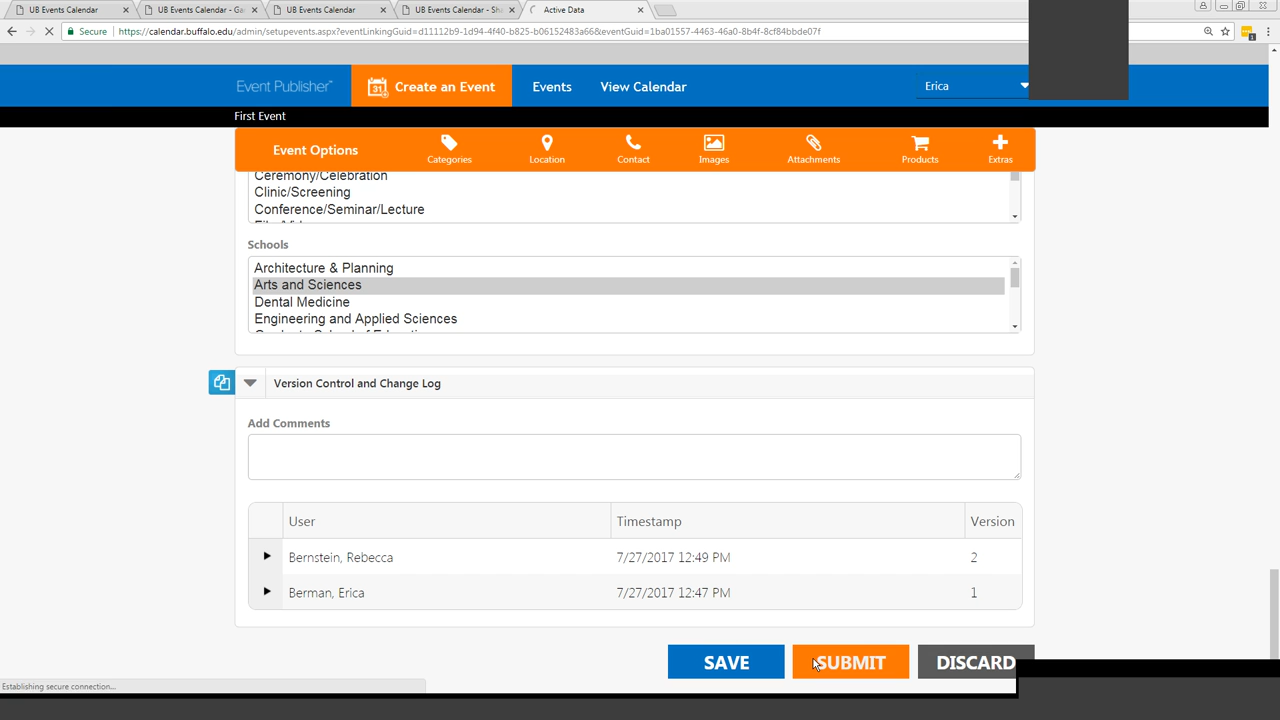 UB Events Calendar
UB Events Calendar - Ga
UB Events Calendar
UB Events Calendar - Sh
Active Data
Secure
https://calendar.buffalo.edu/admin/setupevents.aspx?eventLinkingGuid=d11112b9-1d94-4f40-b825-b6152483a66&eventGuid=1ba01557-4463-46a0-8b4f-8cf84bbde07f
Event Publisher™
31
Create an Event
Events
View Calendar
Erica
First Event
Event Options
Categories
Location
Contact
Images
Attachments
Products
Extras
Ceremony/Celebration
Clinic/Screening
Conference/Seminar/Lecture
Schools
Architecture & Planning
Arts and Sciences
Dental Medicine
Engineering and Applied Sciences
Version Control and Change Log
Add Comments
User Timestamp Version
Bernstein, Rebecca 7/27/2017 12:49 PM 2
Berman, Erica 7/27/2017 12:47 PM 1
SAVE
SUBMIT
DISCARD
Establishing secure connection...